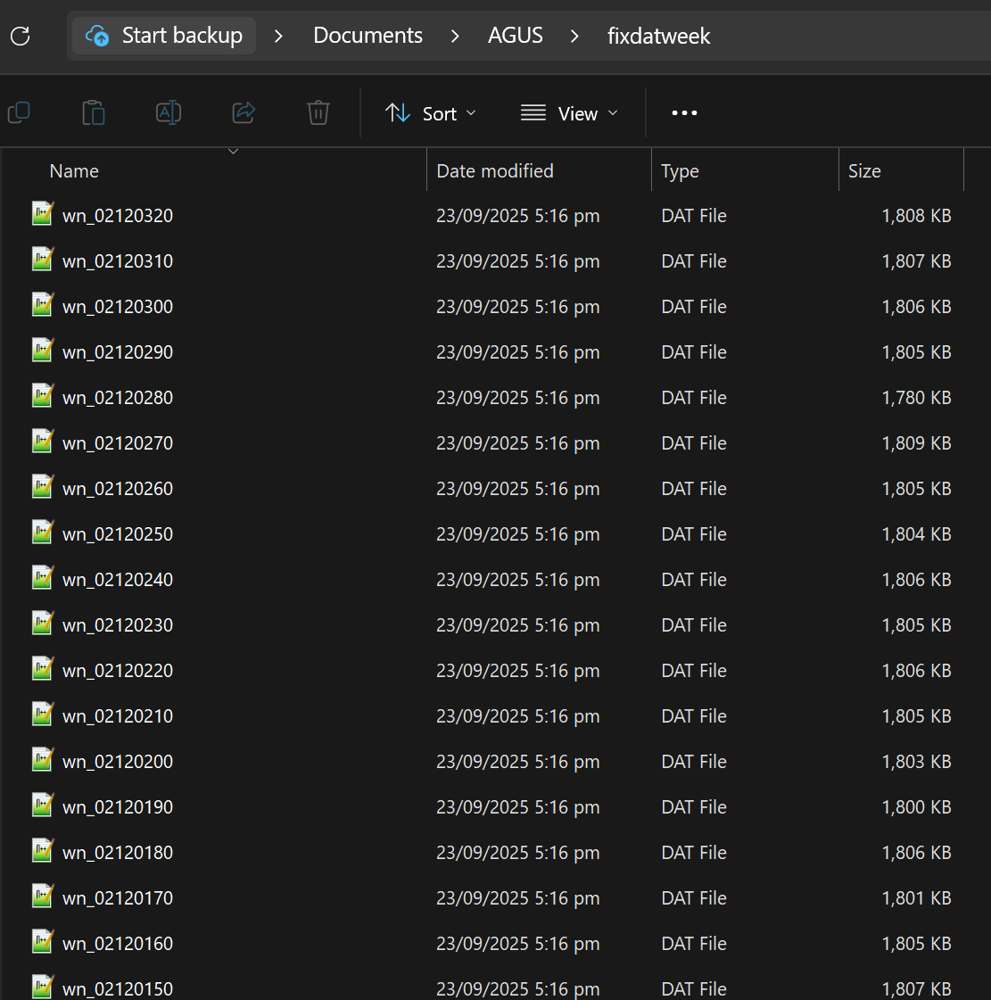 Start backup > Documents > AGUS > fixdatweek
Sort View ...
Name Date modified Type Size
wn_02120320 23/09/2025 5:16 pm DAT File 1,808 KB
wn_02120310 23/09/2025 5:16 pm DAT File 1,807 KB
wn_02120300 23/09/2025 5:16 pm DAT File 1,806 KB
wn_02120290 23/09/2025 5:16 pm DAT File 1,805 KB
wn_02120280 23/09/2025 5:16 pm DAT File 1,780 KB
wn_02120270 23/09/2025 5:16 pm DAT File 1,809 KB
wn_02120260 23/09/2025 5:16 pm DAT File 1,805 KB
wn_02120250 23/09/2025 5:16 pm DAT File 1,804 KB
wn_02120240 23/09/2025 5:16 pm DAT File 1,806 KB
wn_02120230 23/09/2025 5:16 pm DAT File 1,805 KB
wn_02120220 23/09/2025 5:16 pm DAT File 1,806 KB
wn_02120210 23/09/2025 5:16 pm DAT File 1,805 KB
wn_02120200 23/09/2025 5:16 pm DAT File 1,803 KB
wn_02120190 23/09/2025 5:16 pm DAT File 1,800 KB
wn_02120180 23/09/2025 5:16 pm DAT File 1,806 KB
wn_02120170 23/09/2025 5:16 pm DAT File 1,801 KB
wn_02120160 23/09/2025 5:16 pm DAT File 1,805 KB
wn_02120150 23/09/2025 5:16 pm DAT File 1,807 KB